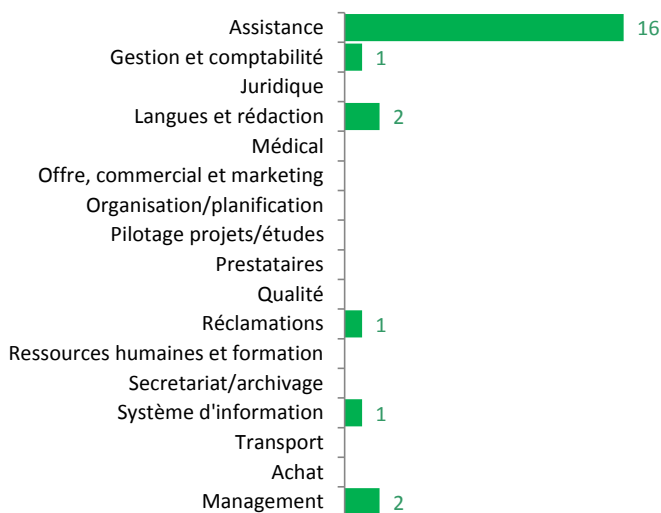 Assistance 16
Gestion et comptabilité 1
Juridique
Langues et rédaction 2
Médical
Offre, commercial et marketing
Organisation/planification
Pilotage projets/études
Prestataires
Qualité
Réclamations 1
Ressources humaines et formation
Secretariat/archivage
Système d'information 1
Transport
Achat
Management 2